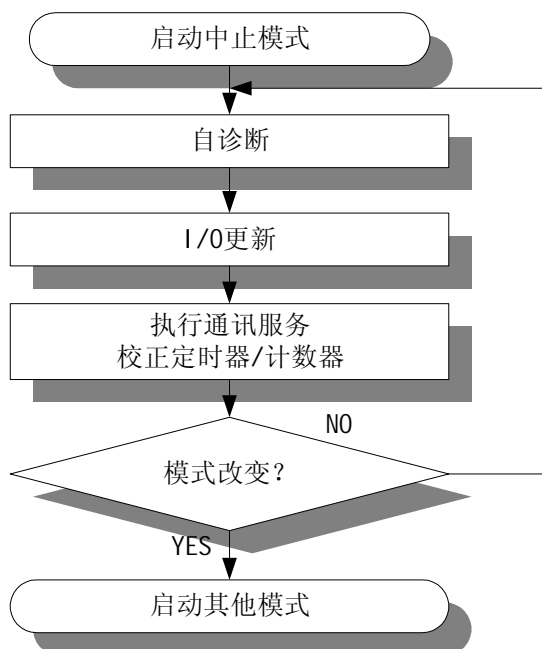 启动中止模式
自诊断
I/O更新
执行通讯服务
校正定时器/计数器
NO
模式改变？
YES
启动其他模式